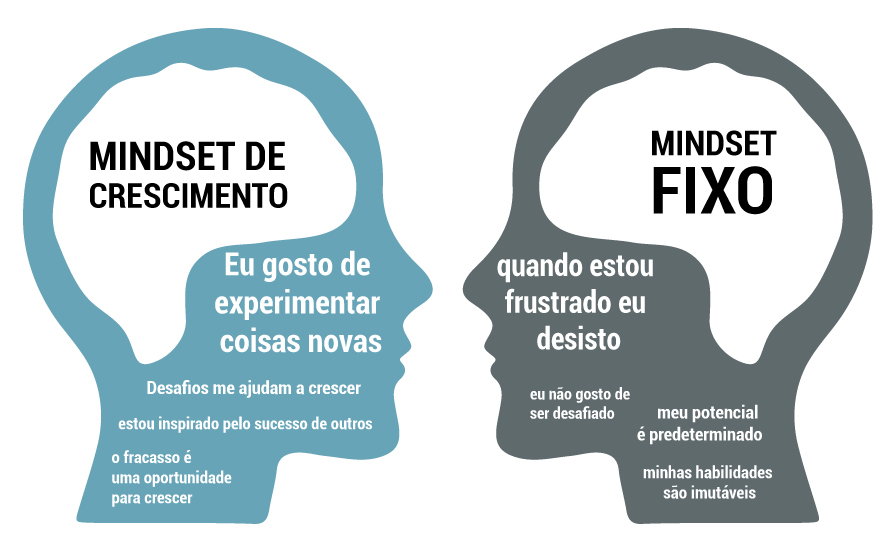 MINDSET DE
CRESCIMENTO
Eu gosto de
experimentar
coisas novas
Desafios me ajudam a crescer
estou inspirado pelo sucesso de outros
o fracasso é
uma oportunidade
para crescer
MINDSET
FIXO
quando estou
frustrado eu
desisto
eu não gosto de
ser desafiado
meu potencial
é predeterminado
minhas habilidades
são imutáveis